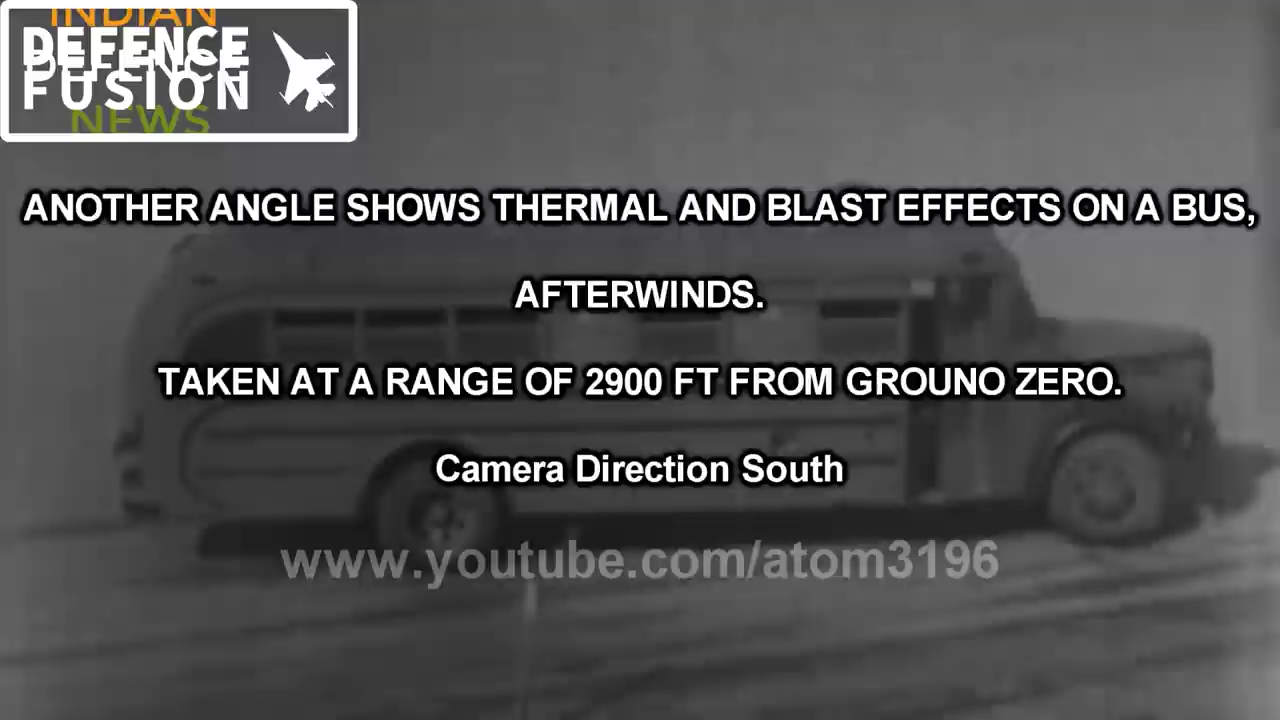 INDIAN
DEFENCE
DEFENCE
FUSION
NEWS
ANOTHER ANGLE SHOWS THERMAL AND BLAST EFFECTS ON A BUS,
AFTERWINDS.
TAKEN AT A RANGE OF 2900 FT FROM GROUNO ZERO.
Camera Direction South
www.youtube.com/atom3196